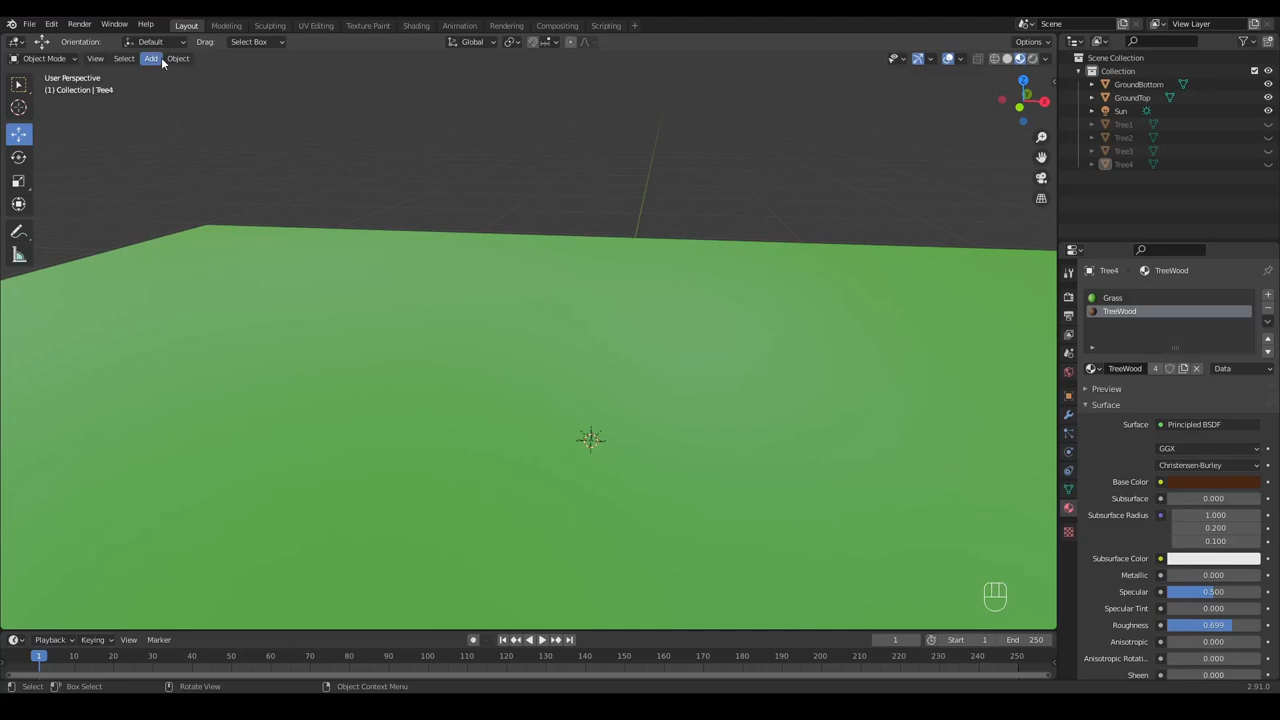 File Edit Render Window Help Layout Modeling Sculpting UV Editing Texture Paint Shading Animation Rendering Compositing Scripting + Scene View Layer
Orientation: Default Drag: Select Box Global Options
Object Mode View Select Add Object
User Perspective
(1) Collection | Tree4
X
Y
Z
Scene Collection
Collection
GroundBottom
GroundTop
Sun
Tree1
Tree2
Tree3
Tree4
Tree4 TreeWood
Grass
TreeWood
TreeWood 4 Data
Preview
Surface
Surface Principled BSDF
GGX
Christensen-Burley
Base Color
Subsurface 0.000
Subsurface Radius 1.000
0.200
0.100
Subsurface Color
Metallic 0.000
Specular 0.500
Specular Tint 0.000
Roughness 0.699
Anisotropic 0.000
Anisotropic Rotati... 0.000
Sheen 0.000
Playback Keying View Marker 1 Start 1 End 250
1 10 20 30 40 50 60 70 80 90 100 110 120 130 140 150 160 170 180 190 200 210 220 230 240 250
Select Box Select Rotate View Object Context Menu 2.91.0